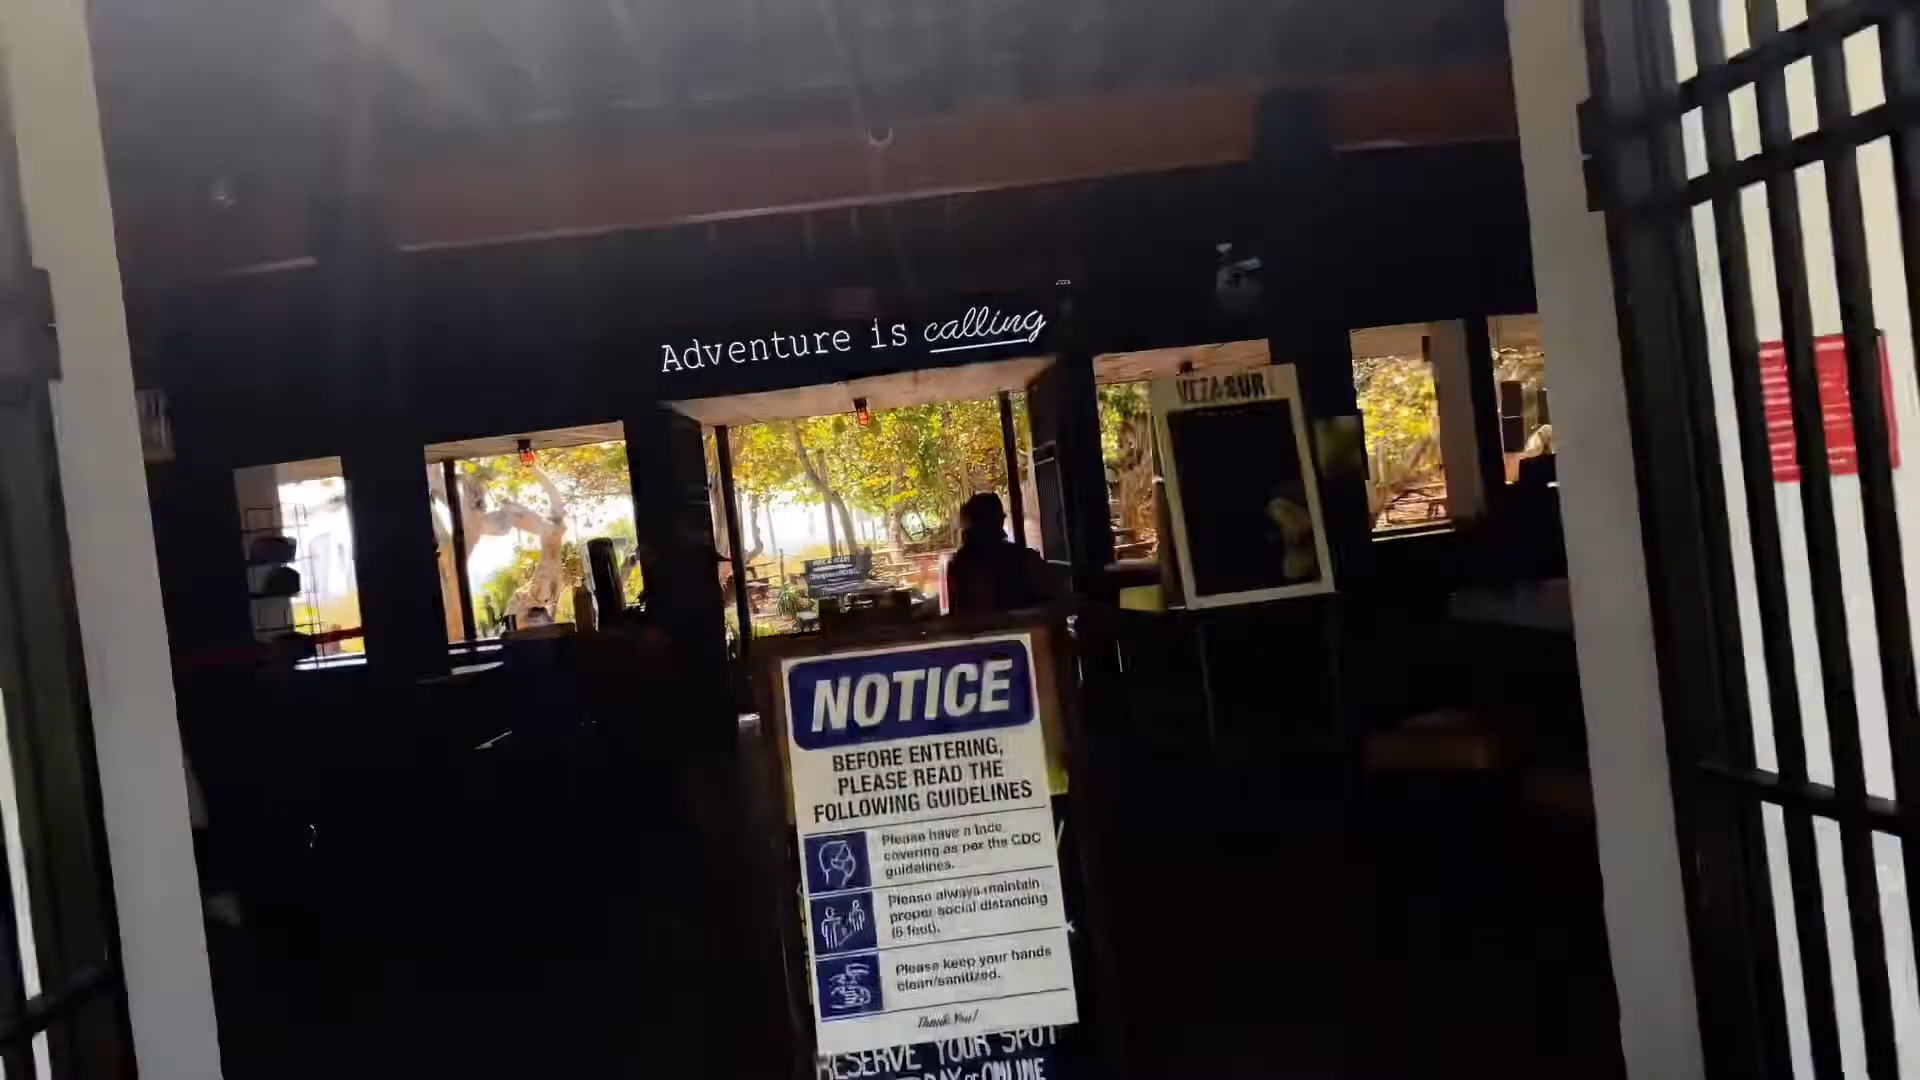 Adventure is calling
VEZASUR
NOTICE
BEFORE ENTERING,
PLEASE READ THE
FOLLOWING GUIDELINES
Please have a face
covering as per the CDC
guidelines.
Please always maintain
proper social distancing
(6 feet).
Please keep your hands
clean/sanitized.
Thank You!
RESERVE YOUR SPOT
ONLINE